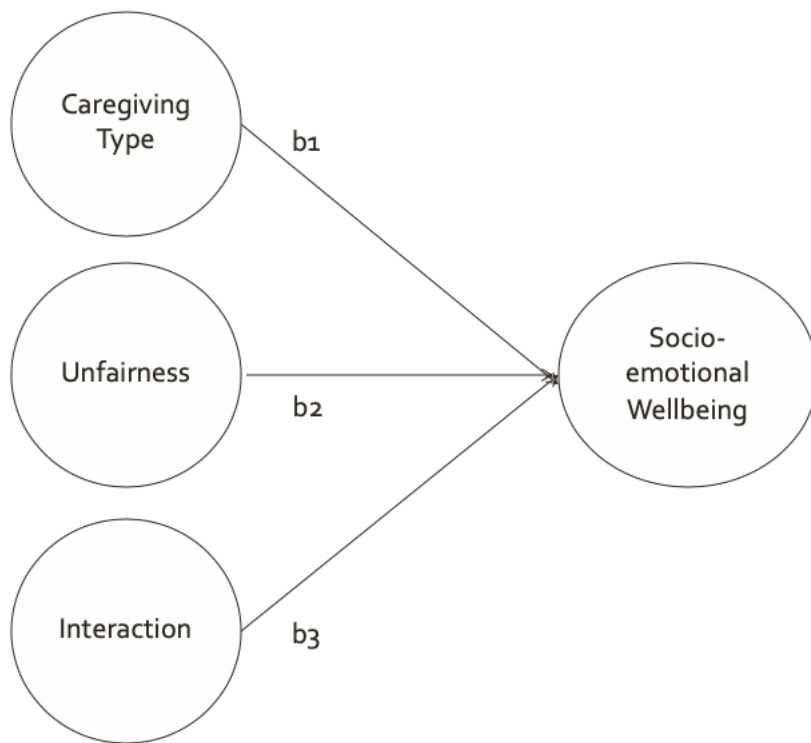 Caregiving
Type
b1
Unfairness
b2
Socio-
emotional
Wellbeing
Interaction
b3